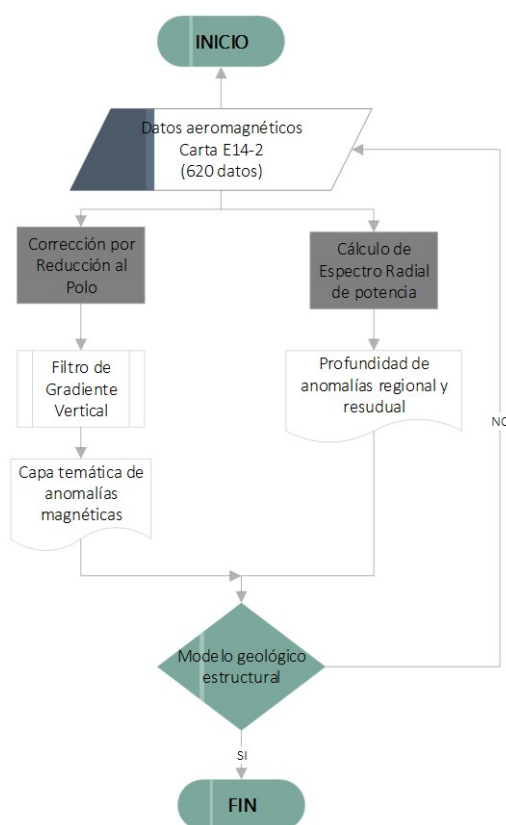 INICIO
Datos aeromagnéticos
Carta E14-2
(620 datos)
Corrección por
Reducción al
Polo
Cálculo de
Espectro Radial
de potencia
Filtro de
Gradiente
Vertical
Profundidad de
anomalías regional y
resudual
NO
Capa temática de
anomalías
magnéticas
Modelo geológico
estructural
SI
FIN